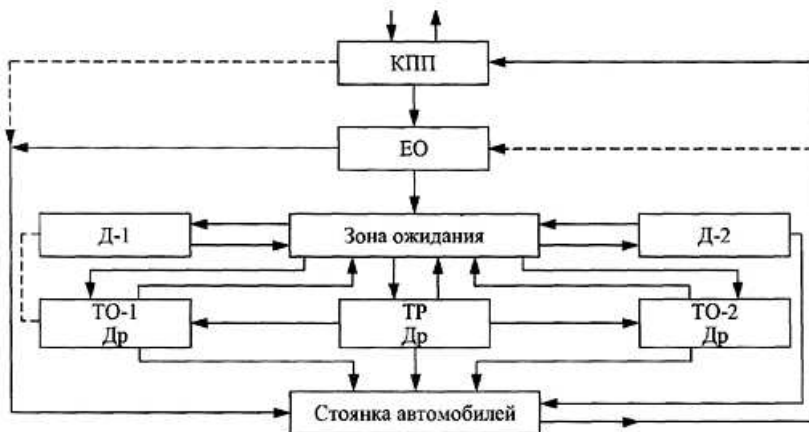 КПП
ЕО
Д-1
Зона ожидания
Д-2
ТО-1
Др
ТР
Др
ТО-2
Др
Стоянка автомобилей